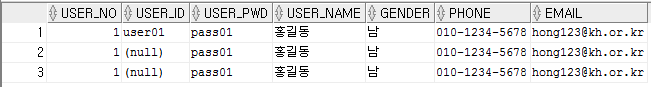 USER_NO USER_ID USER_PWD USER_NAME GENDER PHONE EMAIL
1 1 user01 pass01 홍길동 남 010-1234-5678 hong123@kh.or.kr
2 1 (null) pass01 홍길동 남 010-1234-5678 hong123@kh.or.kr
3 1 (null) pass01 홍길동 남 010-1234-5678 hong123@kh.or.kr